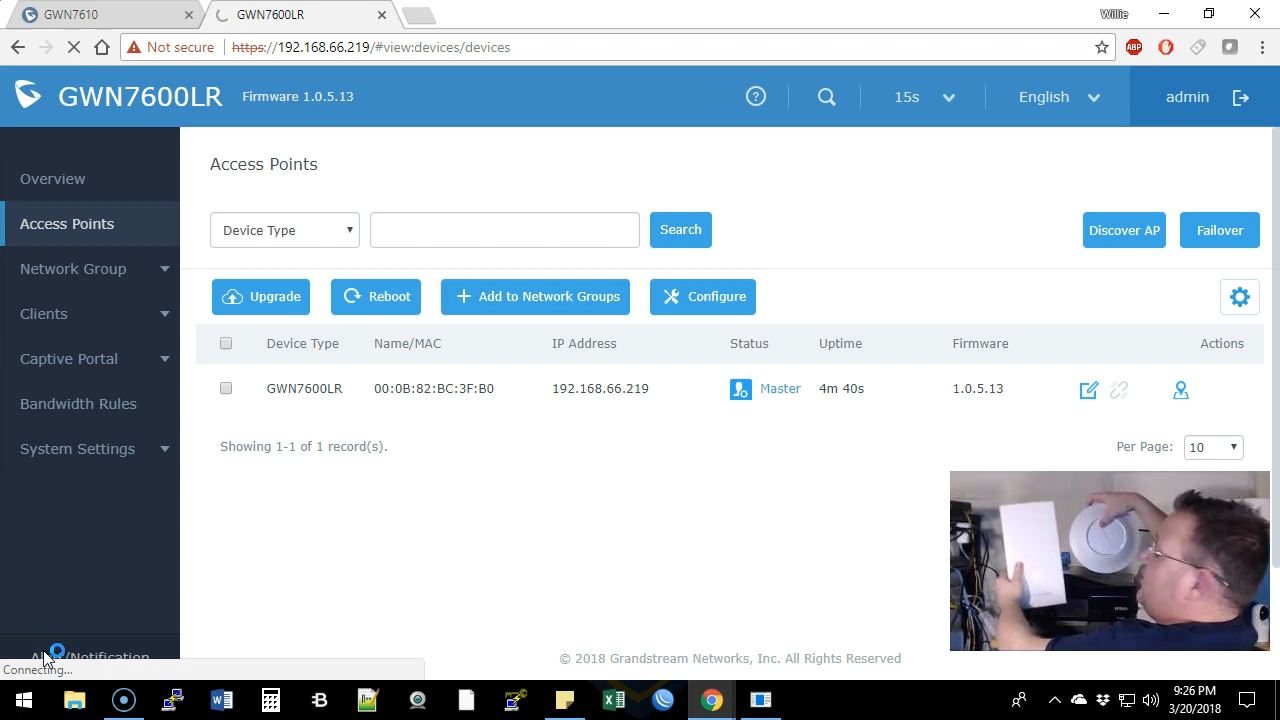 GWN7610
GWN7600LR
Willie
Not secure https://192.168.66.219/#view:devices/devices
ABP
GWN7600LR Firmware 1.0.5.13
15s
English
admin
Overview
Access Points
Network Group
Clients
Captive Portal
Bandwidth Rules
System Settings
Access Points
Device Type
Search
Discover AP
Failover
Upgrade
Reboot
Add to Network Groups
Configure
Device Type Name/MAC IP Address Status Uptime Firmware Actions
GWN7600LR 00:0B:82:BC:3F:B0 192.168.66.219 Master 4m 40s 1.0.5.13
Showing 1-1 of 1 record(s).
Per Page: 10
/Notification
Connecting...
© 2018 Grandstream Networks, Inc. All Rights Reserved
9:26 PM
3/20/2018